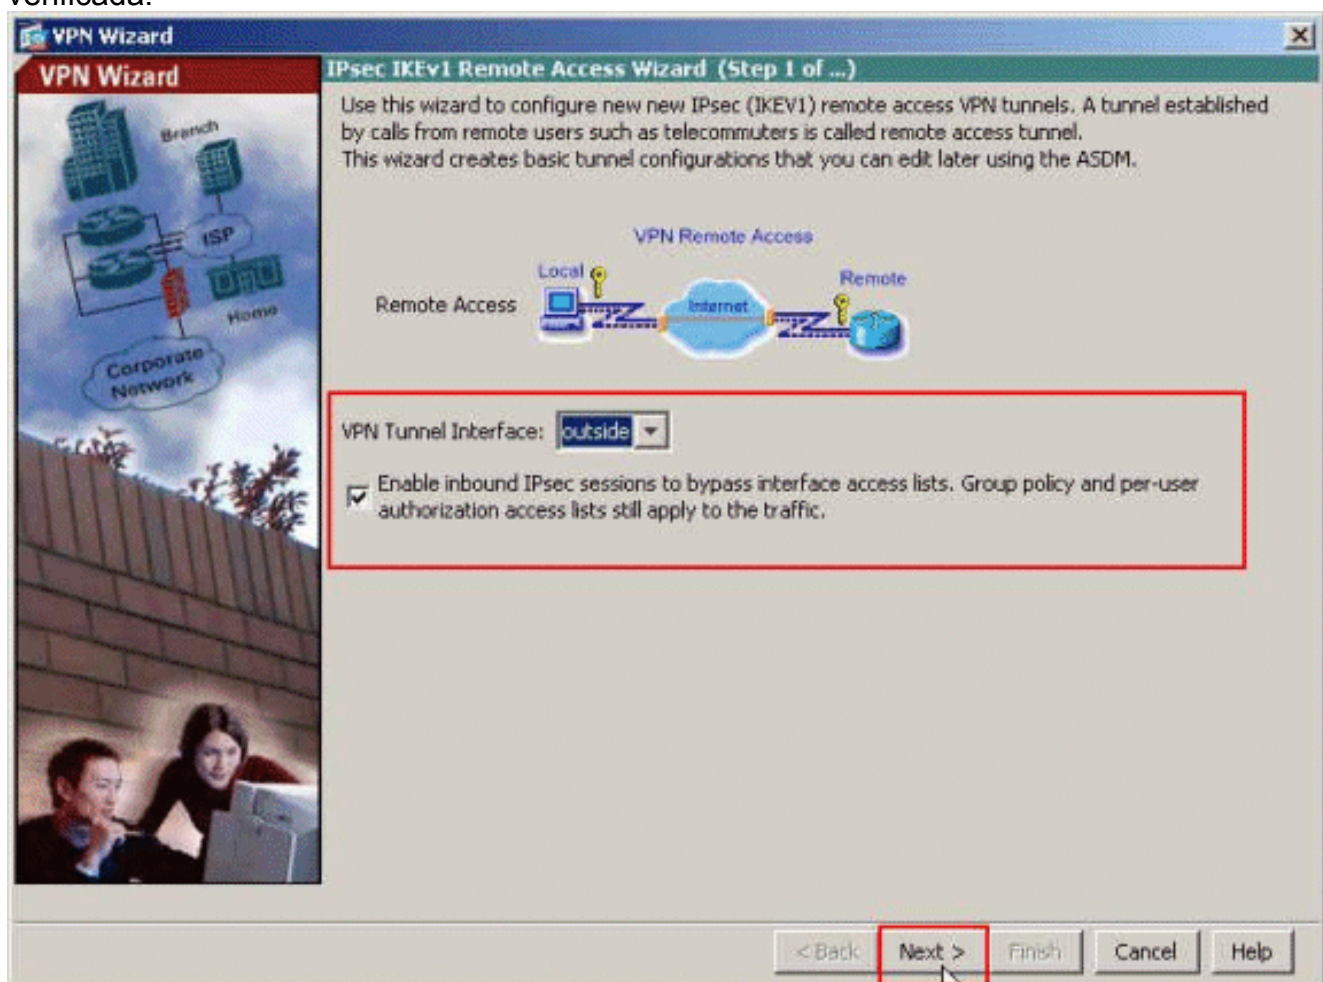 verificada.
VPN Wizard
VPN Wizard
Branch
ISP
Home
Corporate
Network
IPsec IKEv1 Remote Access Wizard (Step 1 of ...)
Use this wizard to configure new new IPsec (IKEV1) remote access VPN tunnels. A tunnel established
by calls from remote users such as telecommuters is called remote access tunnel.
This wizard creates basic tunnel configurations that you can edit later using the ASDM.
VPN Remote Access
Local
Remote
Remote Access
Internet
VPN Tunnel Interface: outside
Enable inbound IPsec sessions to bypass interface access lists. Group policy and per-user
authorization access lists still apply to the traffic.
< Back Next > Finish Cancel Help